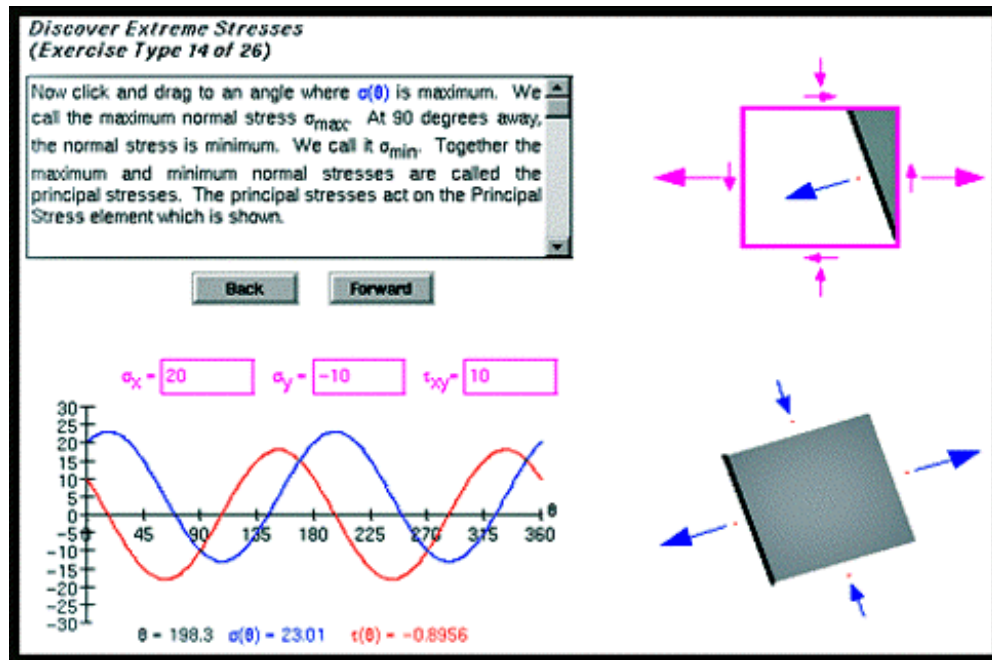 Discover Extreme Stresses
(Exercise Type 14 of 26)
Now click and drag to an angle where σ(θ) is maximum. We
call the maximum normal stress σmax. At 90 degrees away,
the normal stress is minimum. We call it σmin. Together the
maximum and minimum normal stresses are called the
principal stresses. The principal stresses act on the Principal
Stress element which is shown.
Back Forward
σx = 20 σy = -10 τxy= 10
30
25
20
15
10
5
0
-5
-10
-15
-20
-25
-30
0 45 90 135 180 225 270 315 360
θ
θ = 198.3 σ(θ) = 23.01 τ(θ) = -0.8956